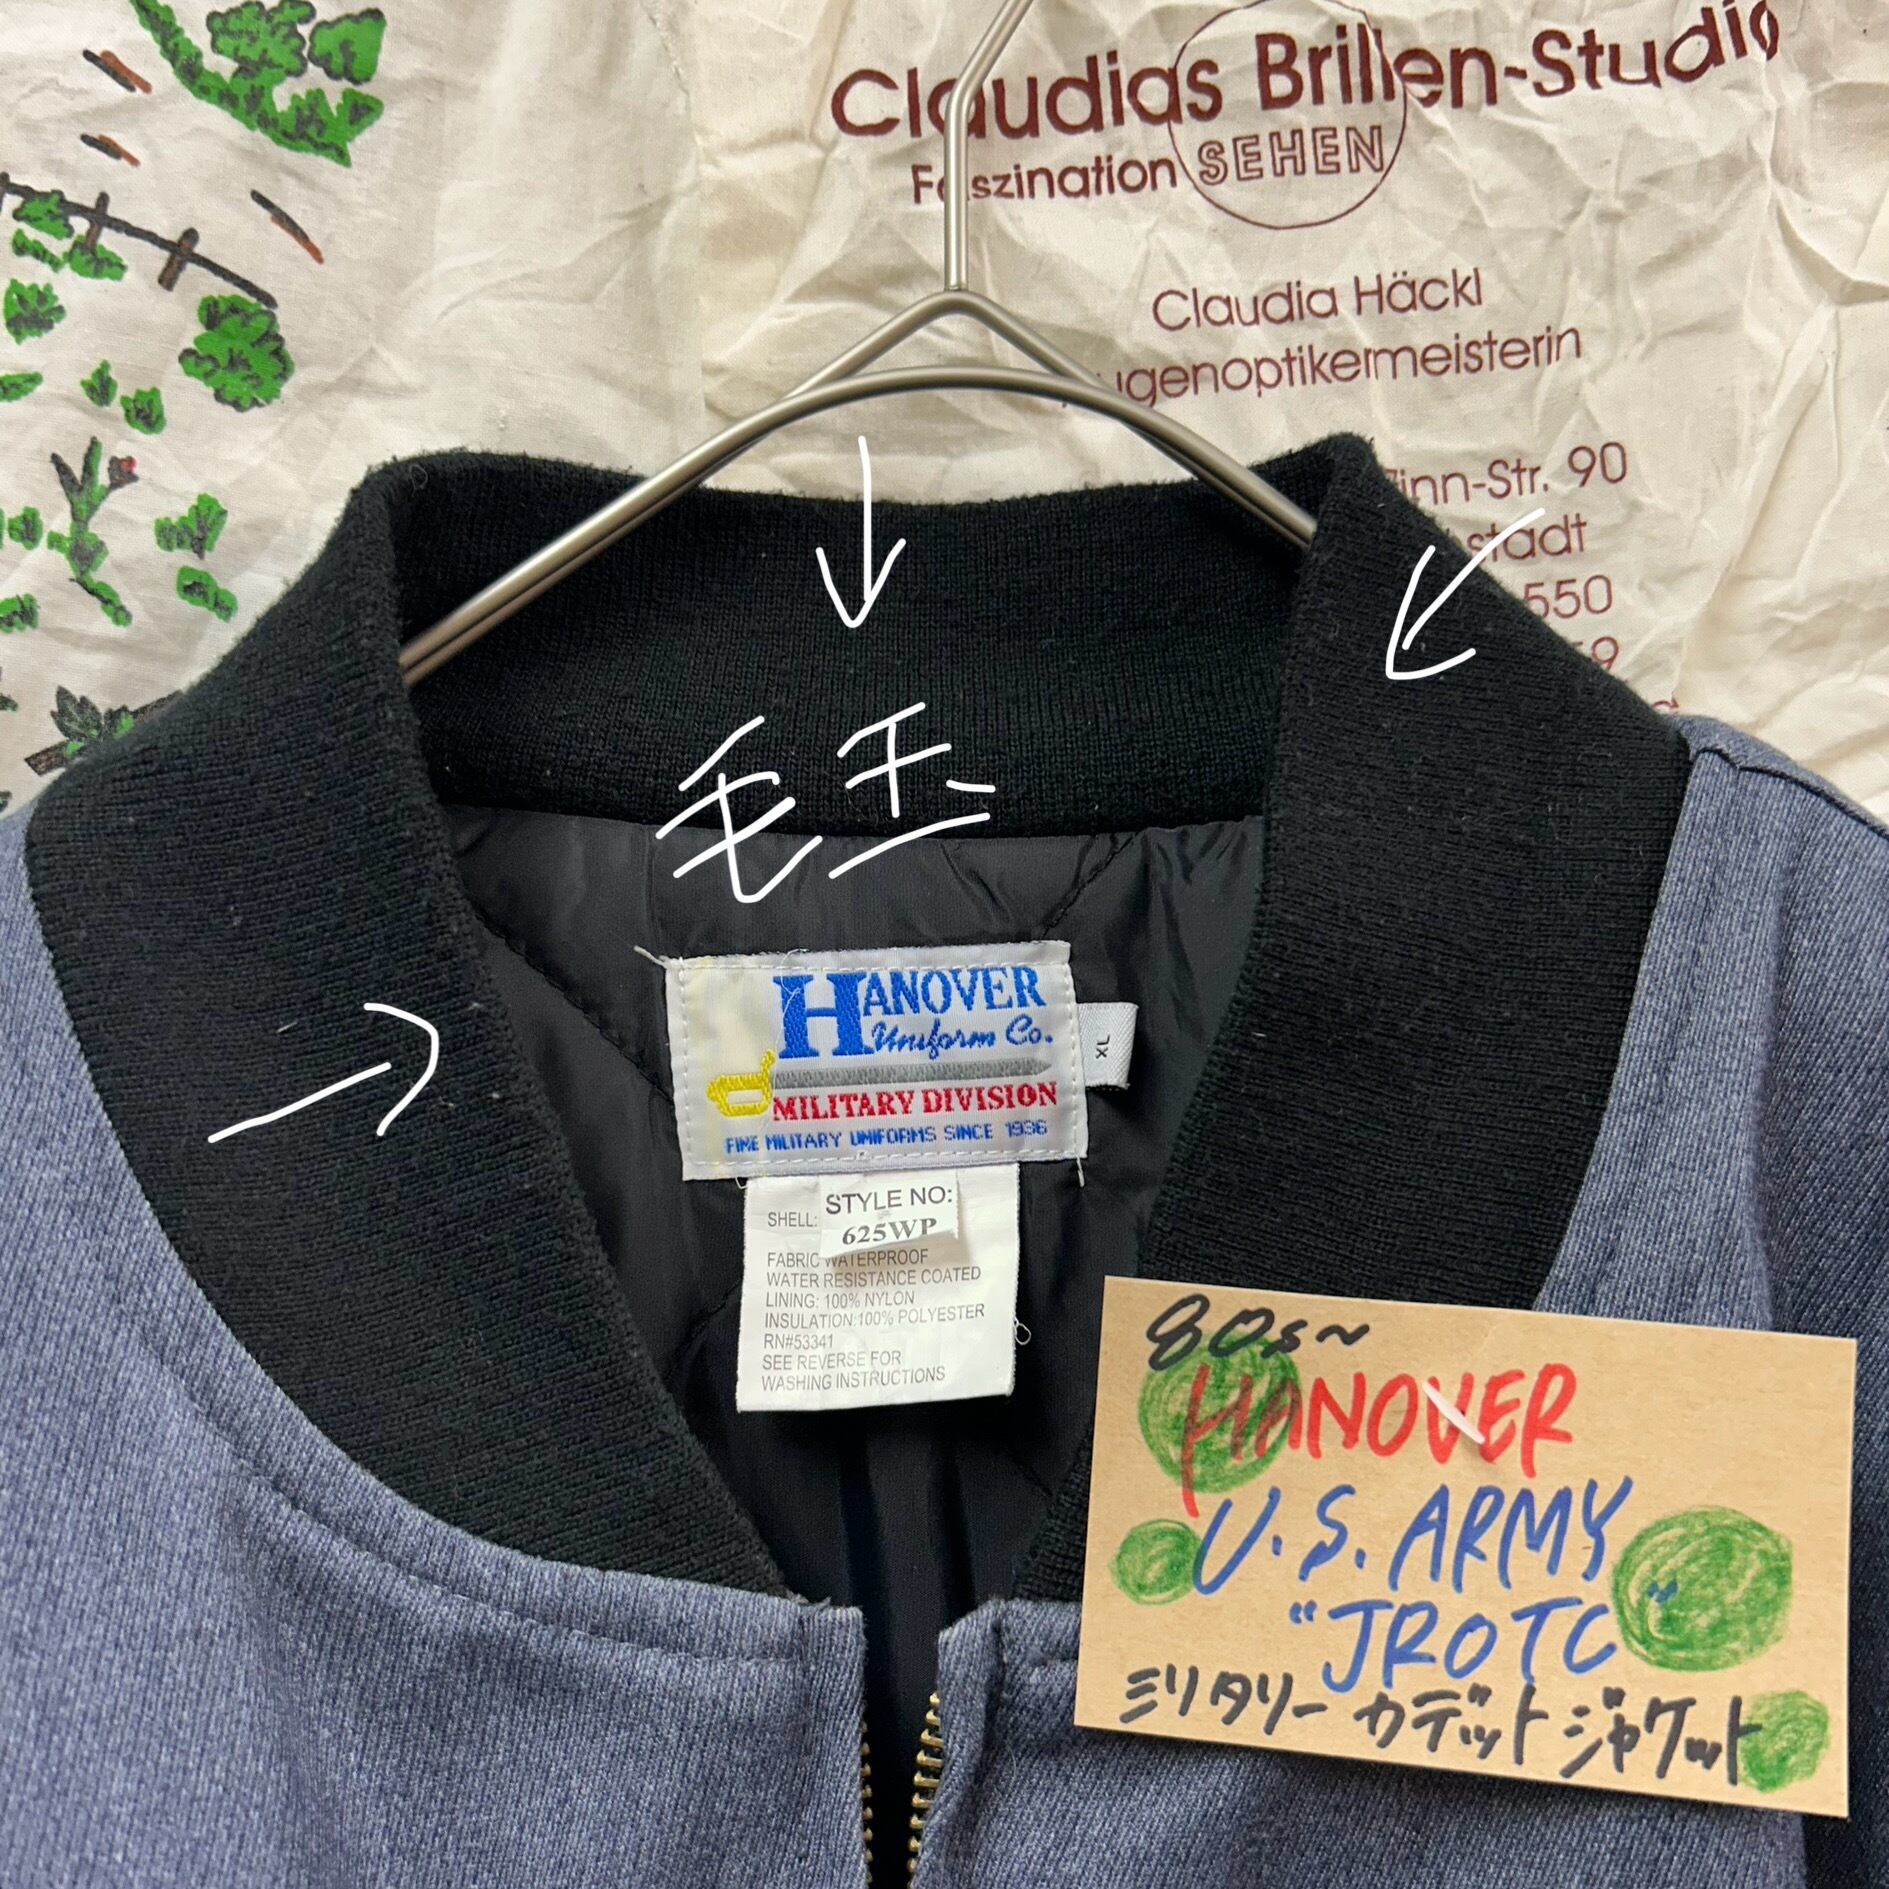 Claudias Brillen-Studio
Faszination SEHEN
Claudia Häckl
ugenoptikermeisterin
inn-Str. 90
stadt
550
毛玉
HANOVER
Uniform Co.
MILITARY DIVISION
FINE MILITARY UNIFORMS SINCE 1936
XL
STYLE NO:
SHELL:
625WP
FABRIC WATERPROOF
WATER RESISTANCE COATED
LINING: 100% NYLON
INSULATION:100% POLYESTER
RN#53341
SEE REVERSE FOR
WASHING INSTRUCTIONS
80s~
HANOVER
U.S. ARMY
"JROTC"
ミリタリー カデットジャケット